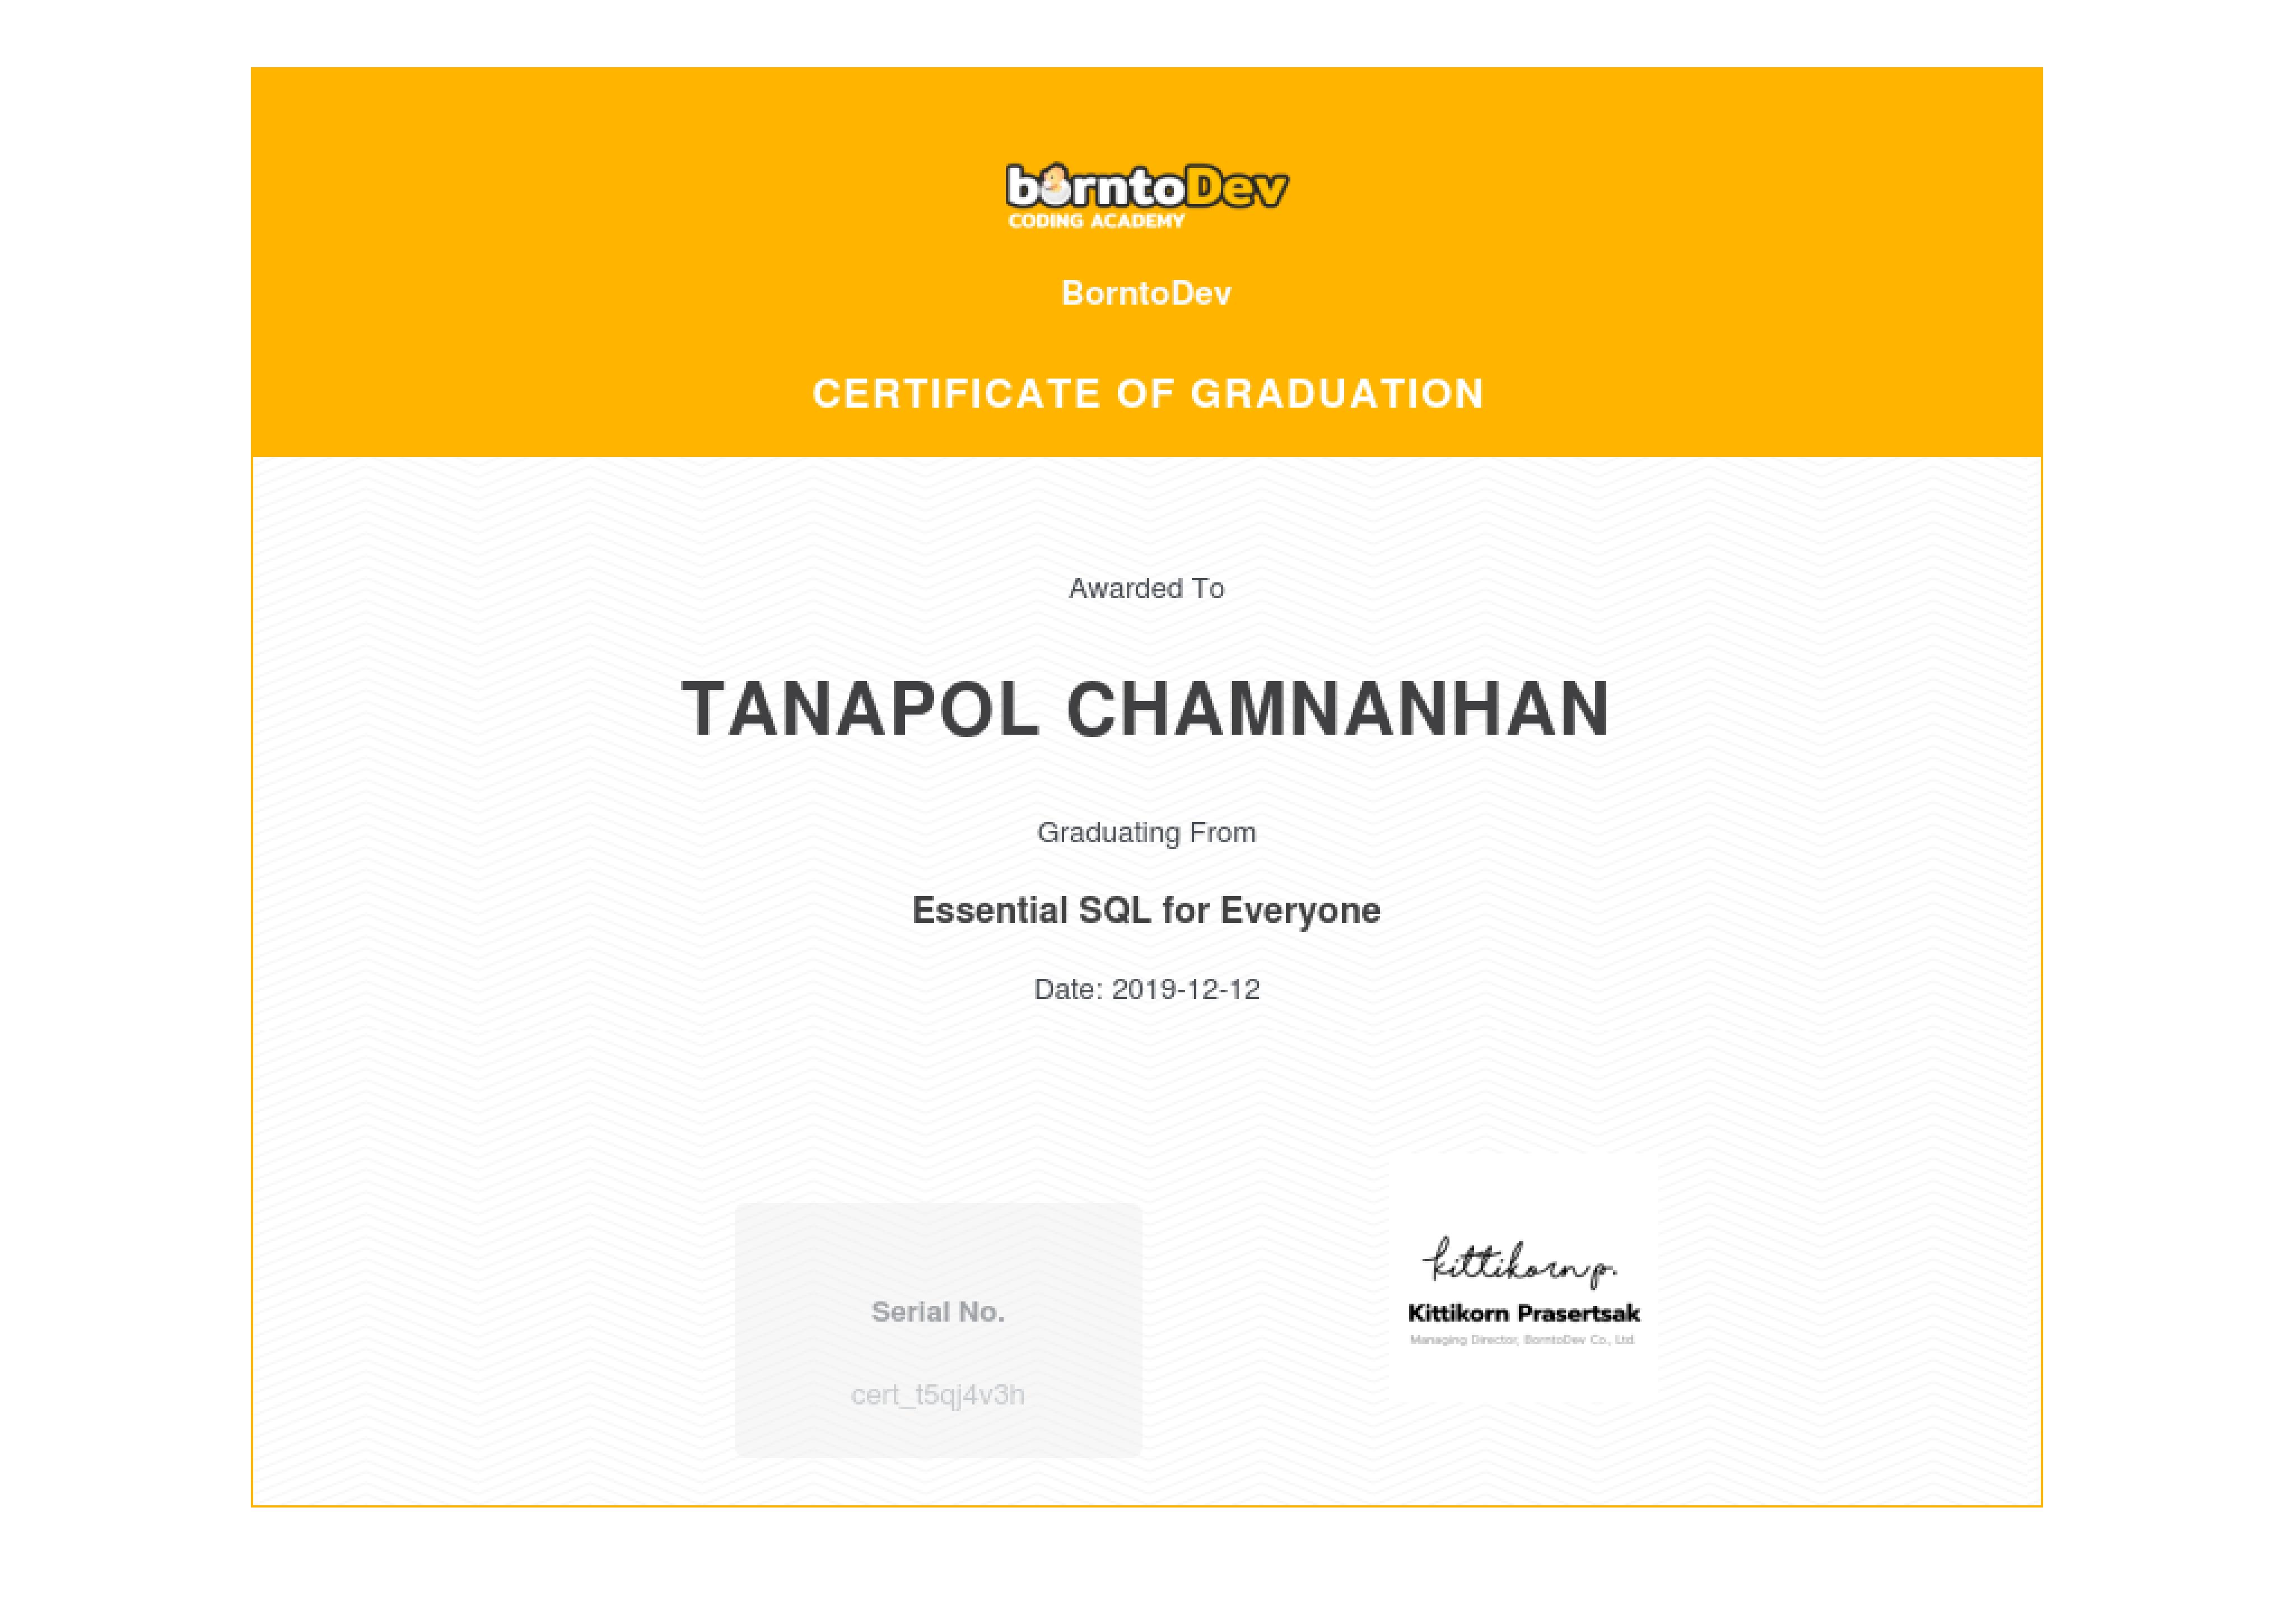 borntoDev
CODING ACADEMY
BorntoDev
CERTIFICATE OF GRADUATION
Awarded To
TANAPOL CHAMNANHAN
Graduating From
Essential SQL for Everyone
Date: 2019-12-12
Serial No.
cert_t5qj4v3h
kittikorn p.
Kittikorn Prasertsak
Managing Director, BorntoDev Co., Ltd.